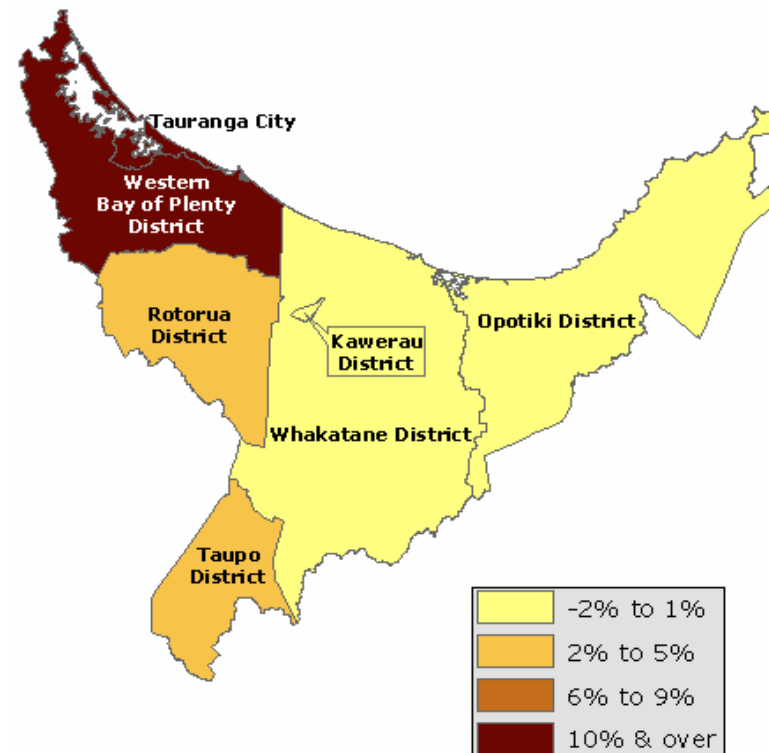 Tauranga City
Western
Bay of Plenty
District
Rotorua
District
Kawerau
District
Opotiki District
Whakatane District
Taupo
District
-2% to 1%
2% to 5%
6% to 9%
10% & over